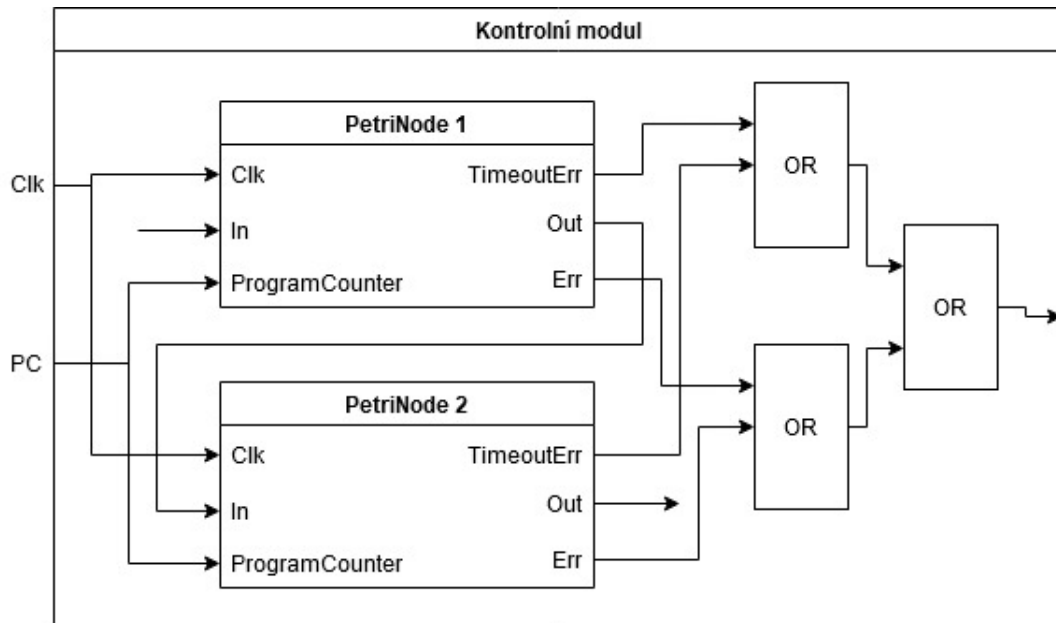 Kontrolní modul
PetriNode 1
Clk
TimeoutErr
Clk
In
Out
ProgramCounter
Err
OR
OR
PC
PetriNode 2
Clk
TimeoutErr
In
Out
ProgramCounter
Err
OR